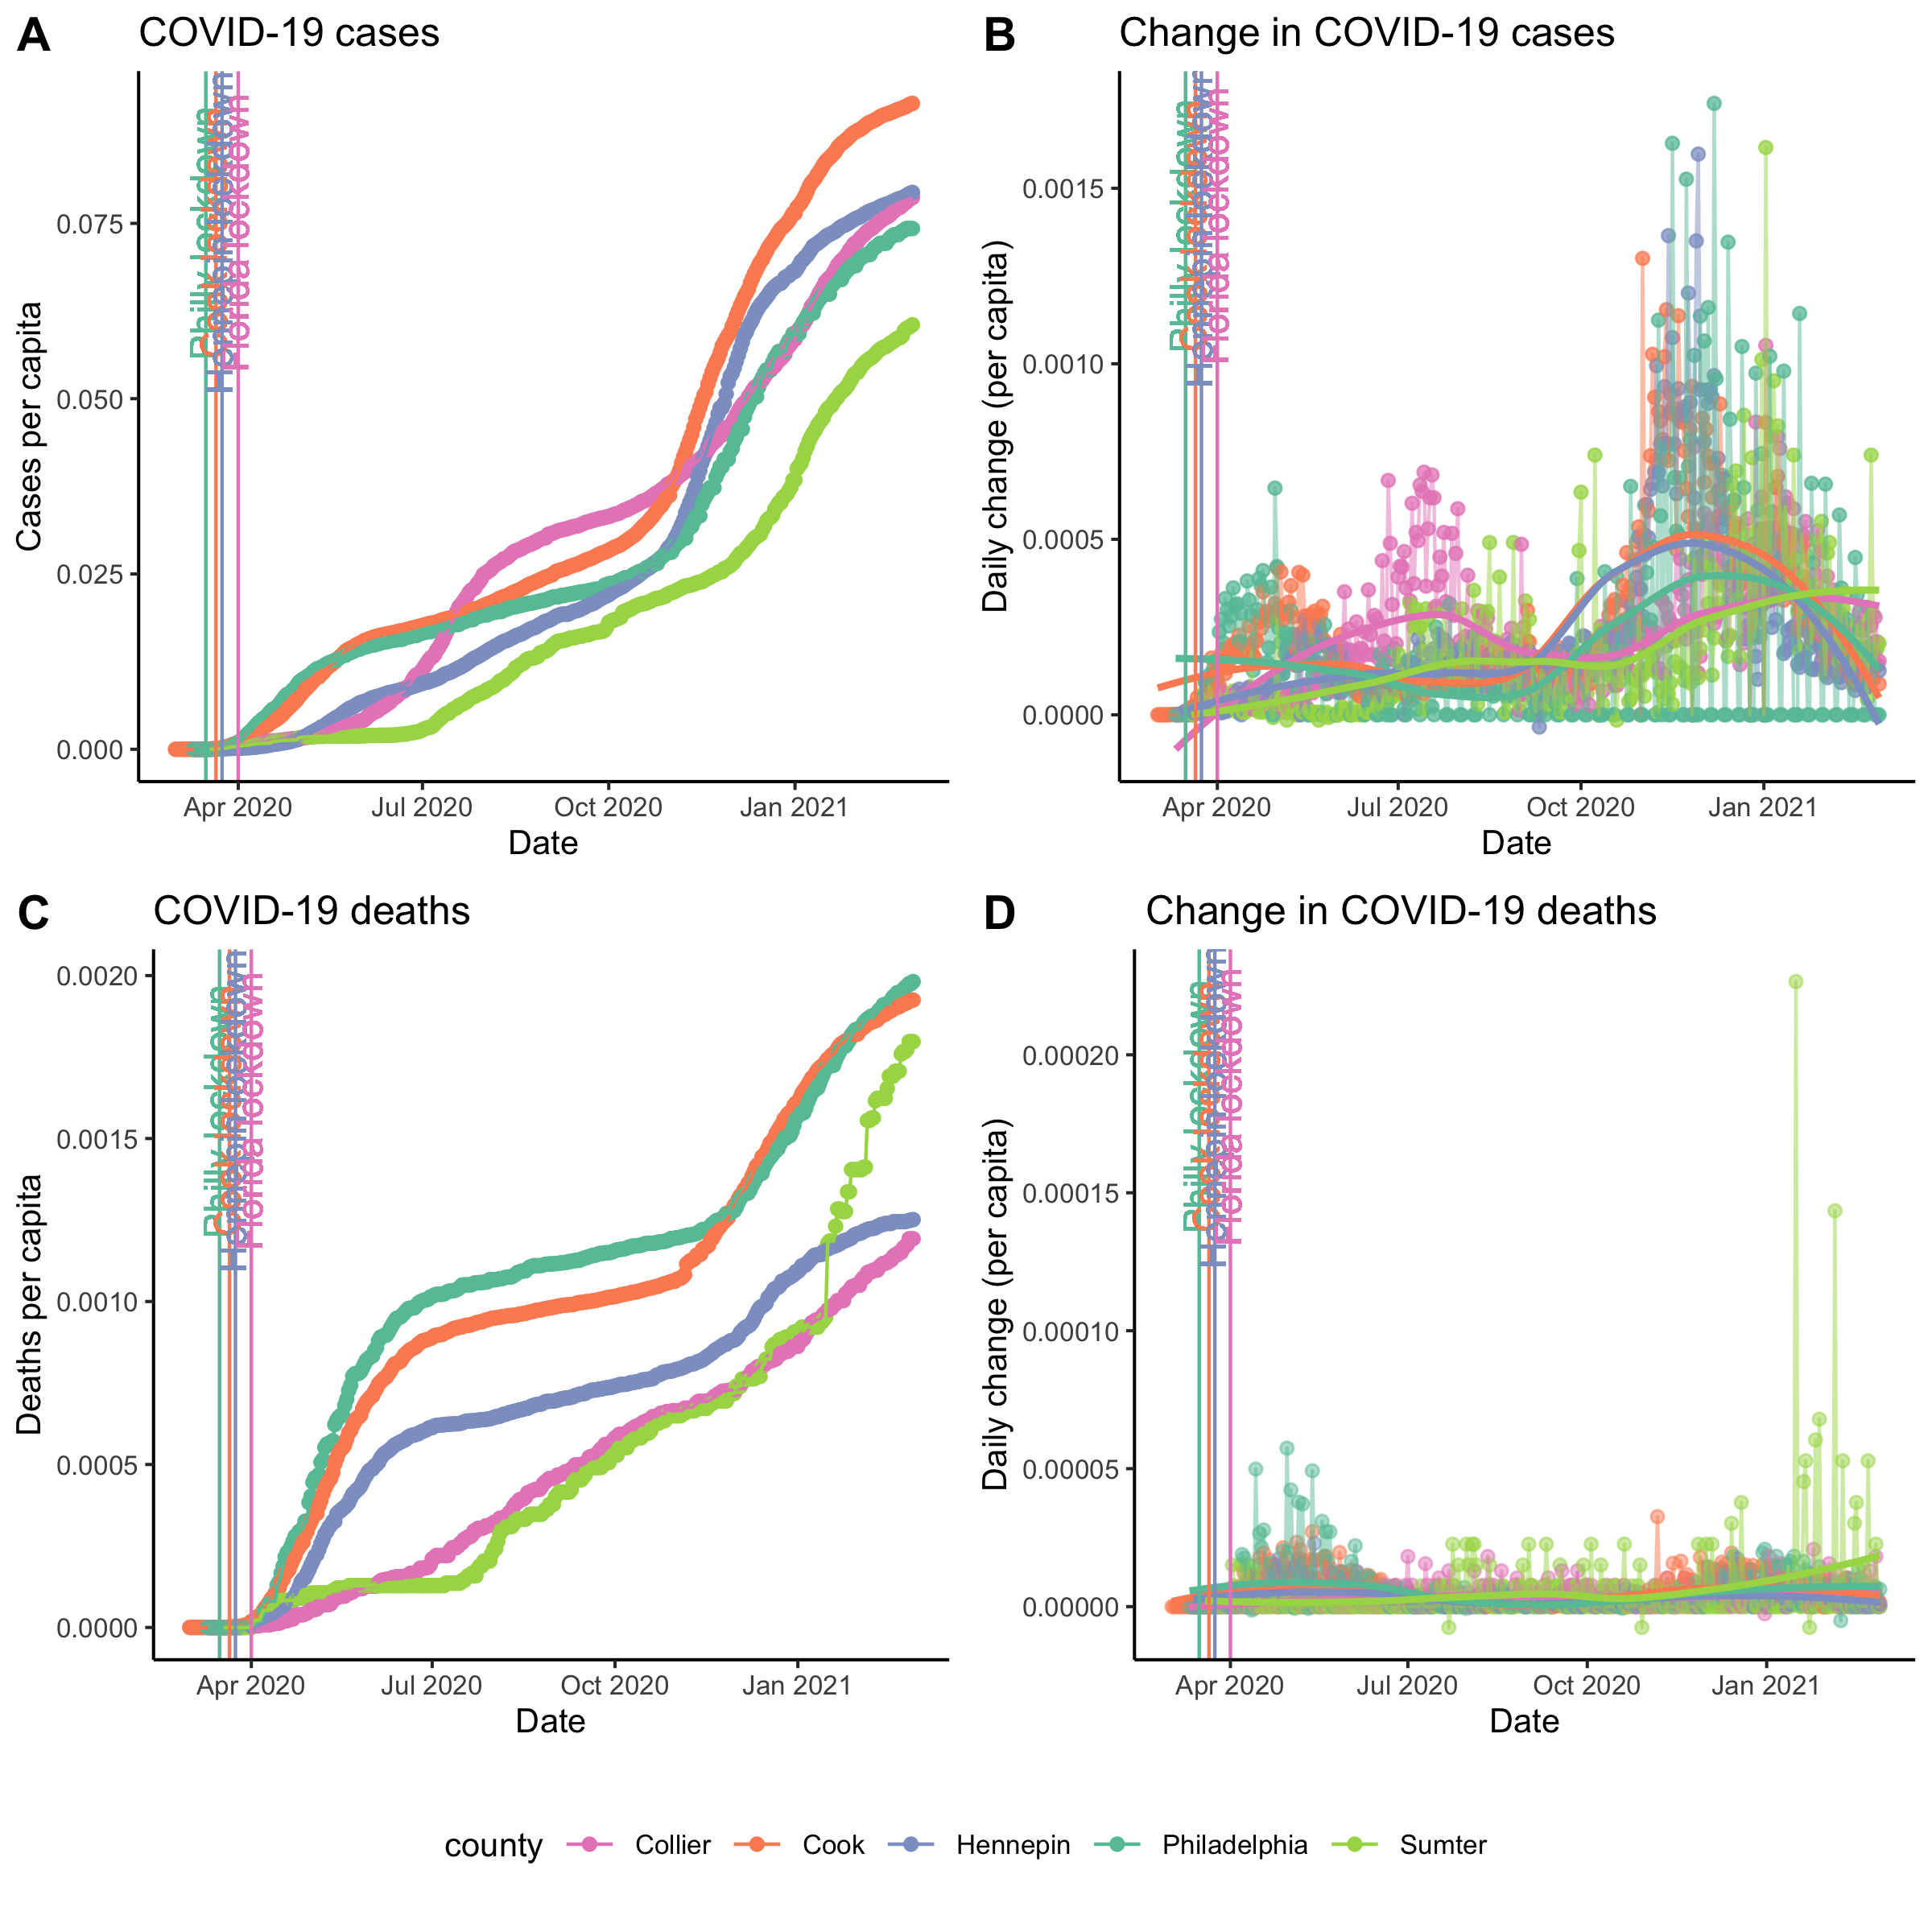 A COVID-19 cases
Cases per capita
0.075
0.050
0.025
0.000
Philly lockdown
Florida lockdown
Apr 2020 Jul 2020 Oct 2020 Jan 2021
Date
B Change in COVID-19 cases
Daily change (per capita)
0.0015
0.0010
0.0005
0.0000
Philly lockdown
Florida lockdown
Apr 2020 Jul 2020 Oct 2020 Jan 2021
Date
C COVID-19 deaths
Deaths per capita
0.0020
0.0015
0.0010
0.0005
0.0000
Philly lockdown
Florida lockdown
Apr 2020 Jul 2020 Oct 2020 Jan 2021
Date
D Change in COVID-19 deaths
Daily change (per capita)
0.00020
0.00015
0.00010
0.00005
0.00000
Philly lockdown
Florida lockdown
Apr 2020 Jul 2020 Oct 2020 Jan 2021
Date
county Collier Cook Hennepin Philadelphia Sumter